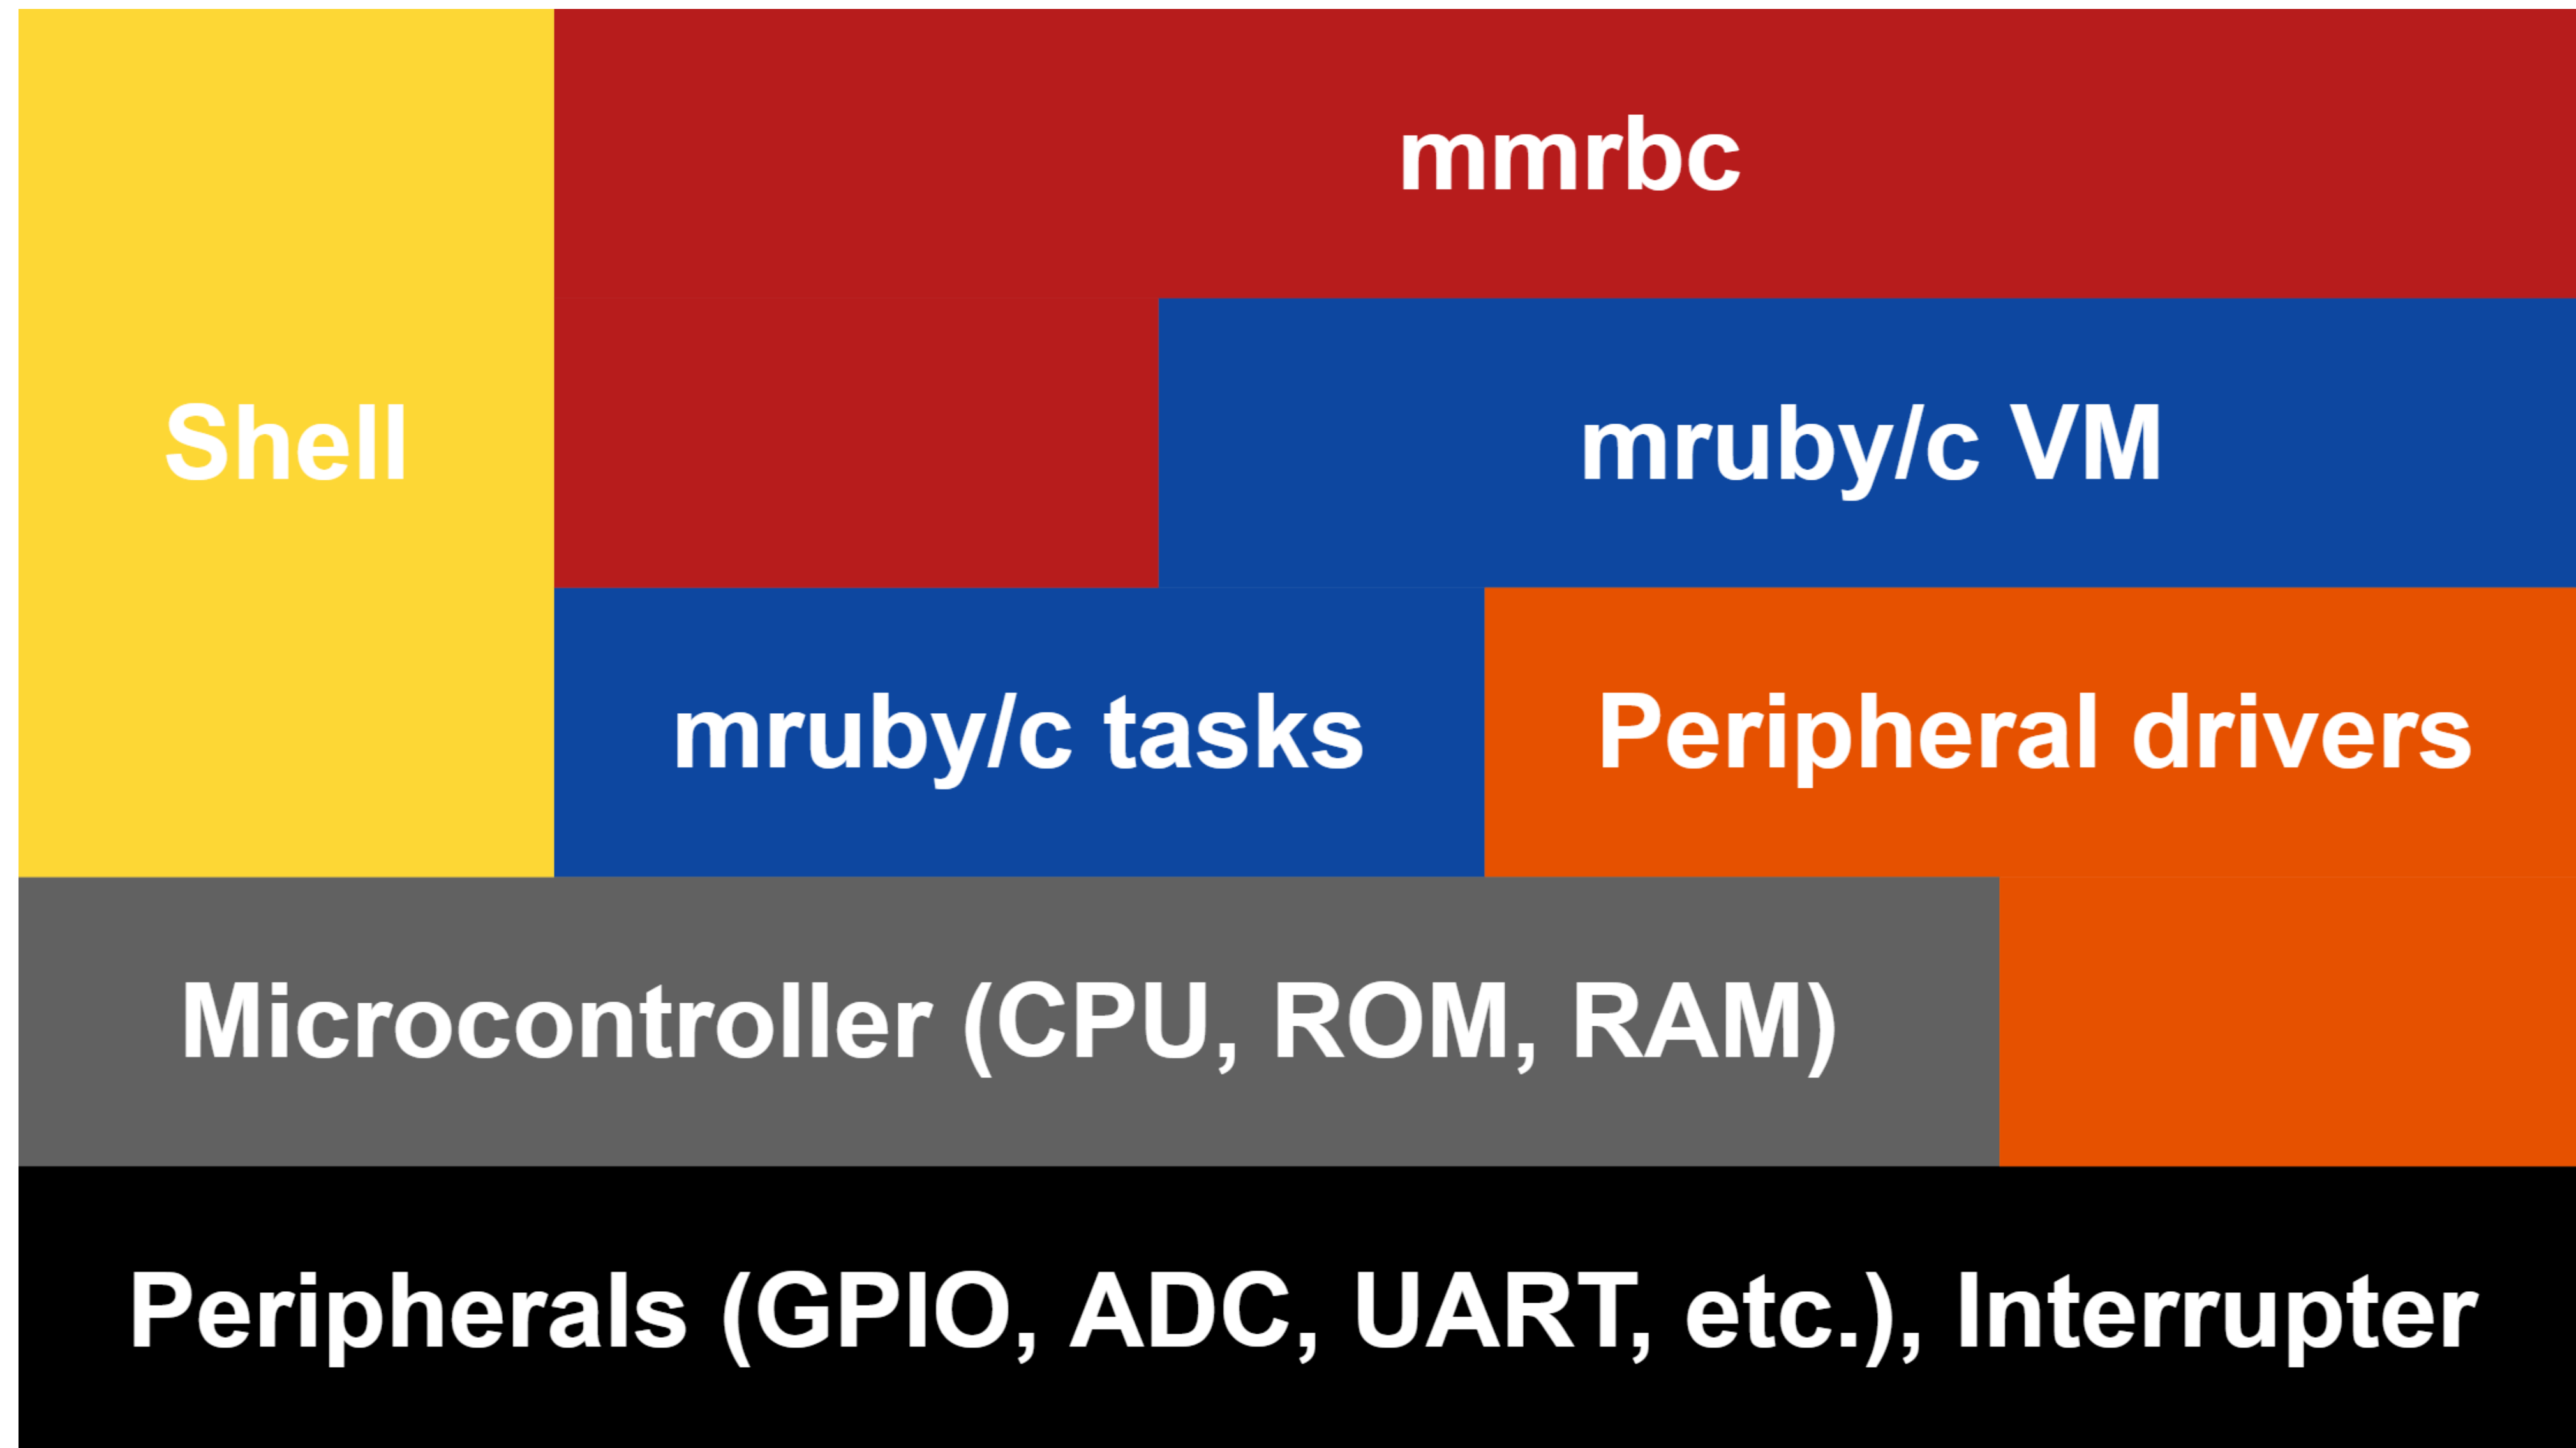 mmrbc
Shell
mruby/c VM
mruby/c tasks
Peripheral drivers
Microcontroller (CPU, ROM, RAM)
Peripherals (GPIO, ADC, UART, etc.), Interrupter